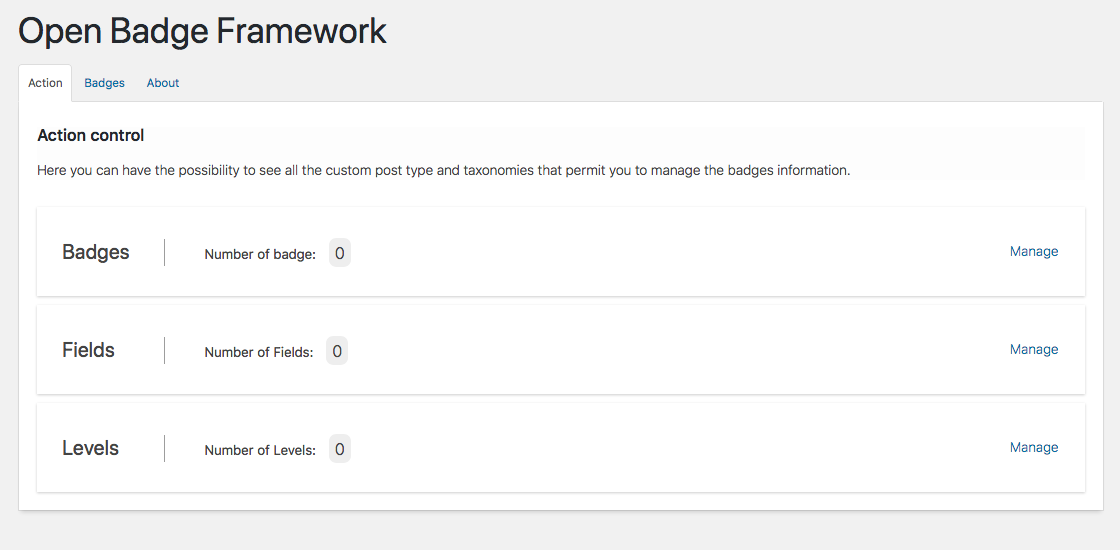 Open Badge Framework
Action Badges About
Action control
Here you can have the possibility to see all the custom post type and taxonomies that permit you to manage the badges information.
Badges Number of badge: 0 Manage
Fields Number of Fields: 0 Manage
Levels Number of Levels: 0 Manage